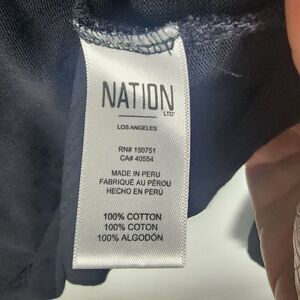 NATION
LTD
LOS ANGELES
RN# 150751
CA# 40554
MADE IN PERU
FABRIQUÉ AU PÉROU
HECHO EN PERÚ
100% COTTON
100% COTON
100% ALGODÓN